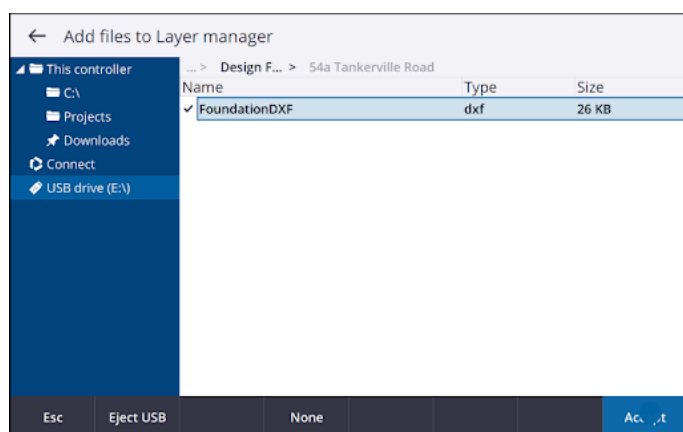 Add files to Layer manager
This controller
C:\
Projects
Downloads
Connect
USB drive (E:\)
...> Design F... > 54a Tankerville Road
Name Type Size
FoundationDXF dxf 26 KB
Esc Eject USB None